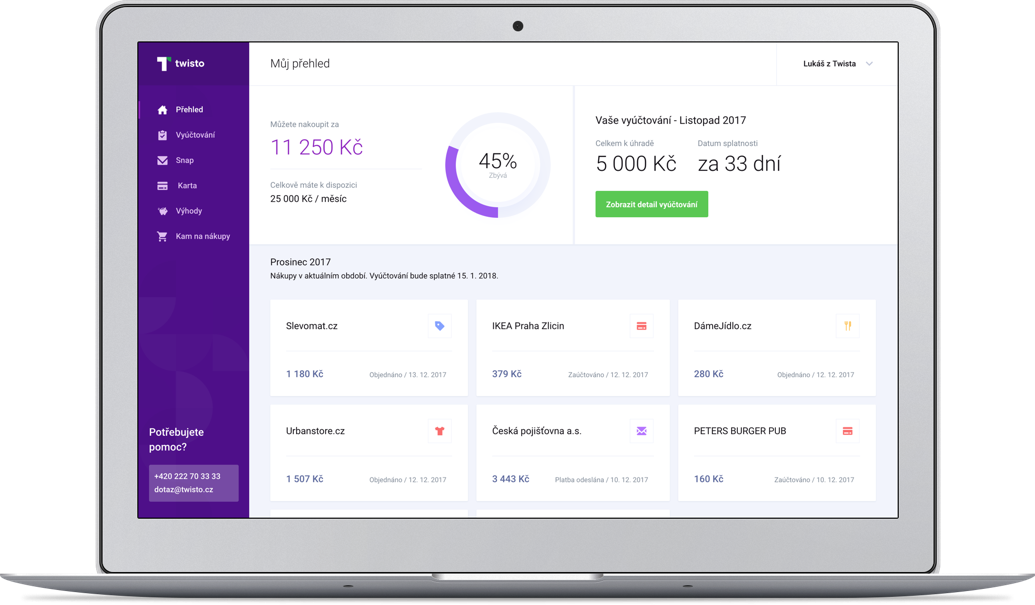 twisto
Můj přehled
Lukáš z Twista
Přehled
Vyúčtování
Snap
Karta
Výhody
Kam na nákupy
Potřebujete
pomoc?
+420 222 70 33 33
dotaz@twisto.cz
Můžete nakoupit za
11 250 Kč
Celkově máte k dispozici
25 000 Kč / měsíc
45%
Zbývá
Vaše vyúčtování - Listopad 2017
Celkem k úhradě
Datum splatnosti
5 000 Kč
za 33 dní
Zobrazit detail vyúčtování
Prosinec 2017
Nákupy v aktuálním období. Vyúčtování bude splatné 15. 1. 2018.
Slevomat.cz
1 180 Kč
Objednáno / 13. 12. 2017
IKEA Praha Zlicin
379 Kč
Zaúčtováno / 12. 12. 2017
DámeJídlo.cz
280 Kč
Objednáno / 12. 12. 2017
Urbanstore.cz
1 507 Kč
Objednáno / 12. 12. 2017
Česká pojišťovna a.s.
3 443 Kč
Platba odeslána / 10. 12. 2017
PETERS BURGER PUB
160 Kč
Zaúčtováno / 10. 12. 2017